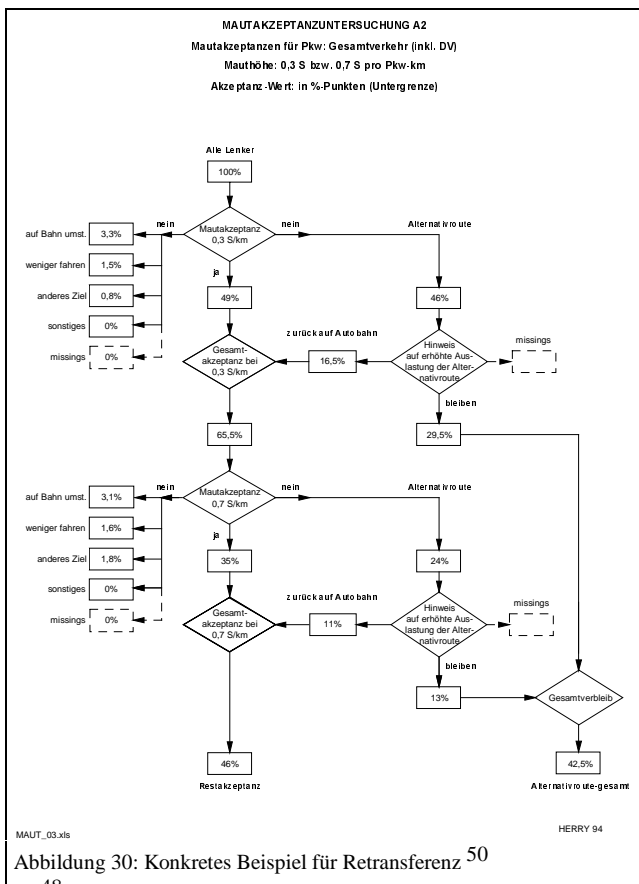 MAUTAKZEPTANZUNTERSUCHUNG A2
Mautakzeptanzen für Pkw: Gesamtverkehr (inkl. DV)
Mauthöhe: 0,3 S bzw. 0,7 S pro Pkw-km
Akzeptanz-Wert: in %-Punkten (Untergrenze)
Alle Lenker
100%
Mautakzeptanz
0,3 S/km
nein
nein
Alternativroute
auf Bahn umst.
3,3%
weniger fahren
1,5%
anderes Ziel
0,8%
sonstiges
0%
missings
0%
ja
49%
46%
zurück auf Autobahn
Gesamt-
akzeptanz bei
0,3 S/km
16,5%
Hinweis
auf erhöhte Aus-
lastung der Alter-
nativroute
missings
bleiben
65,5%
29,5%
Mautakzeptanz
0,7 S/km
nein
nein
Alternativroute
auf Bahn umst.
3,1%
weniger fahren
1,6%
anderes Ziel
1,8%
sonstiges
0%
missings
0%
ja
35%
24%
zurück auf Autobahn
Gesamt-
akzeptanz bei
0,7 S/km
11%
Hinweis
auf erhöhte Aus-
lastung der Alter-
nativroute
missings
bleiben
13%
Gesamtverbleib
46%
Restakzeptanz
42,5%
Alternativroute-gesamt
MAUT_03.xls
HERRY 94
Abbildung 30: Konkretes Beispiel für Retransferenz 50